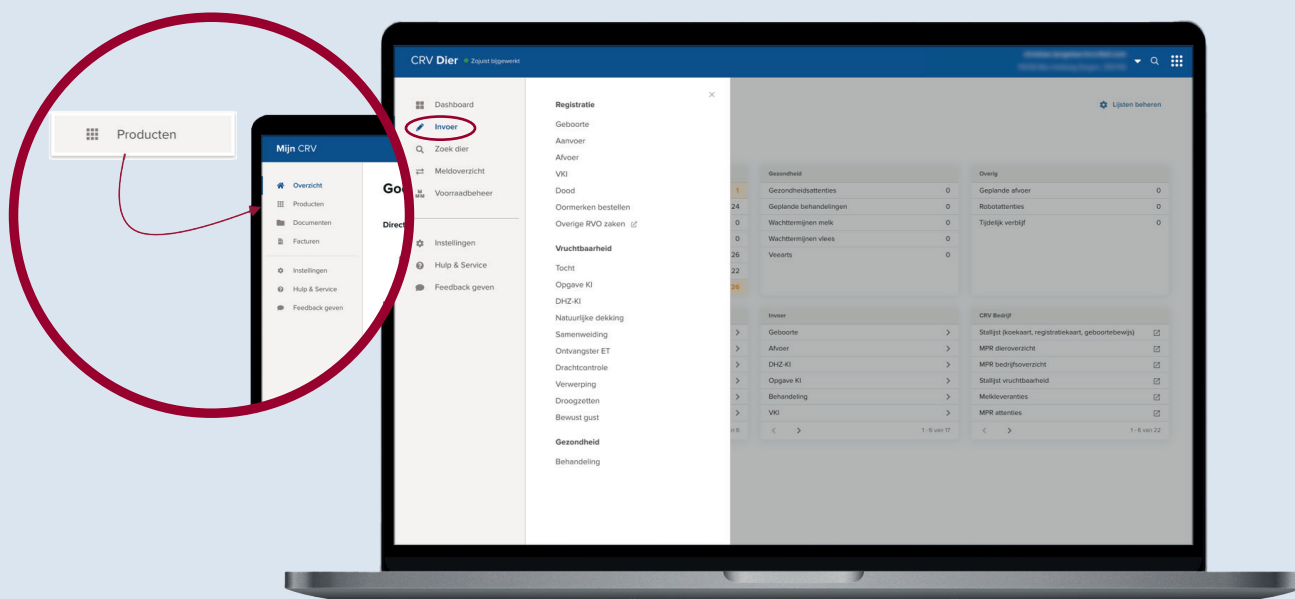 Producten
Mijn CRV
Overzicht
Producten
Documenten
Facturen
Instellingen
Hulp & Service
Feedback geven
Goe
Direct
CRV Dier
Zojuist bijgewerkt
Dashboard
Invoer
Zoek dier
Meldoverzicht
Voorraadbeheer
Instellingen
Hulp & Service
Feedback geven
Registratie
Geboorte
Aanvoer
Afvoer
VKI
Dood
Oormerken bestellen
Overige RVO zaken
Vruchtbaarheid
Tocht
Opgave KI
DHZ-KI
Natuurlijke dekking
Samenweiding
Ontvangster ET
Drachtcontrole
Verwerping
Droogzetten
Bewust gust
Gezondheid
Behandeling
Lijsten beheren
1
24
0
0
26
22
26
Gezondheid
Gezondheidsattenties 0
Geplande behandelingen 0
Wachttermijnen melk 0
Wachttermijnen vlees 0
Veearts 0
Overig
Geplande afvoer 0
Robotattenties 0
Tijdelijk verblijf 0
Invoer
Geboorte
Afvoer
DHZ-KI
Opgave KI
Behandeling
VKI
1 - 6 van 17
CRV Bedrijf
Stallijst (koekaart, registratiekaart, geboortebewijs)
MPR dieroverzicht
MPR bedrijfsoverzicht
Stallijst vruchtbaarheid
Melkleveranties
MPR attenties
1 - 6 van 22